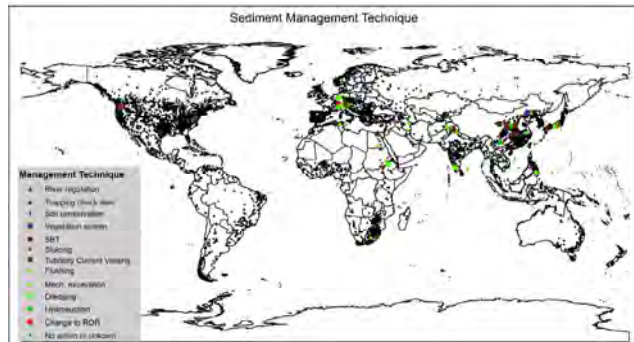 Sediment Management Technique
Management Technique
River regulation
Trapping check dam
Soil conservation
Vegetation screen
SBT
Sluicing
Turbidity Current Venting
Flushing
Mech. excavation
Dredging
Hydrosuction
Change to ROR
No action or unkown